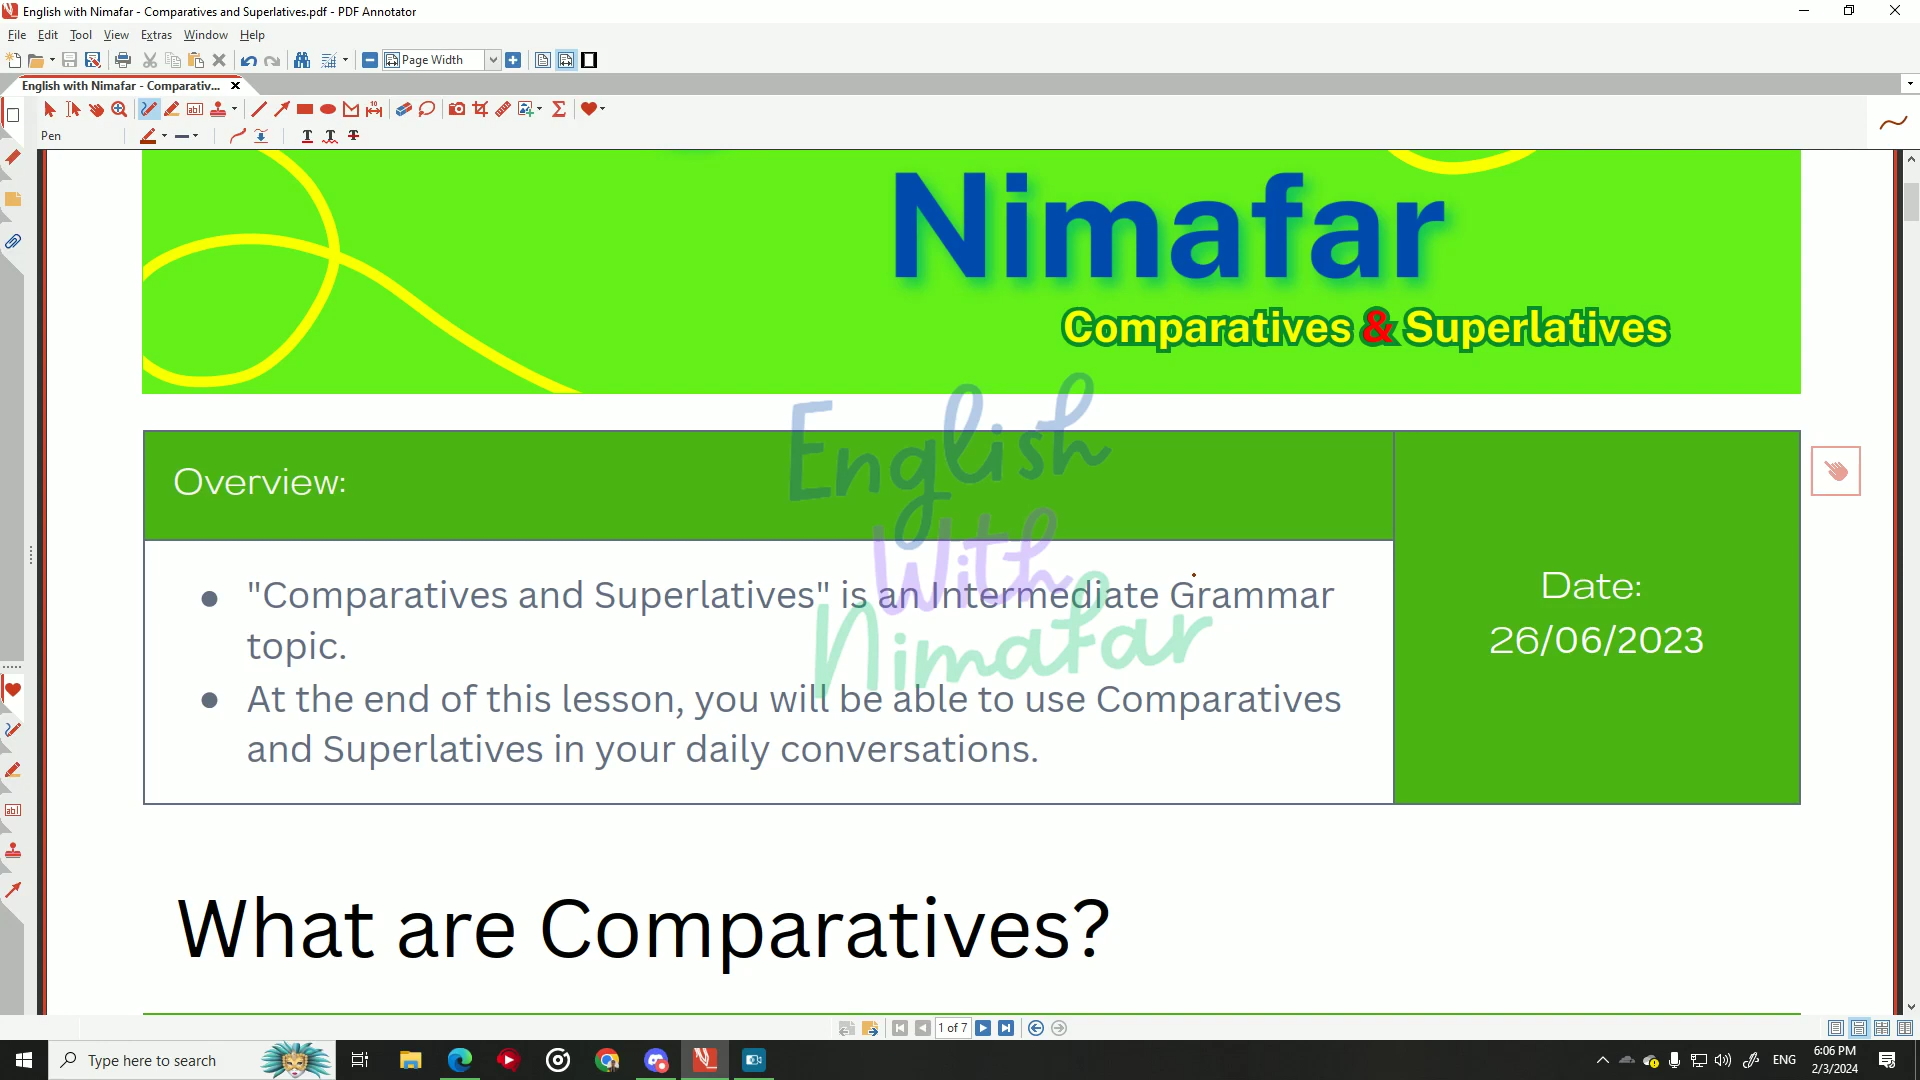 English with Nimafar - Comparatives and Superlatives.pdf - PDF Annotator
File Edit Tool View Extras Window Help
Page Width
English with Nimafar - Comparativ...
Pen
Nimafar
Comparatives & Superlatives
English
With
Nimafar
Overview:
Date:
26/06/2023
"Comparatives and Superlatives" is an Intermediate Grammar
topic.
At the end of this lesson, you will be able to use Comparatives
and Superlatives in your daily conversations.
What are Comparatives?
1 of 7
Type here to search
ENG
6:06 PM
2/3/2024